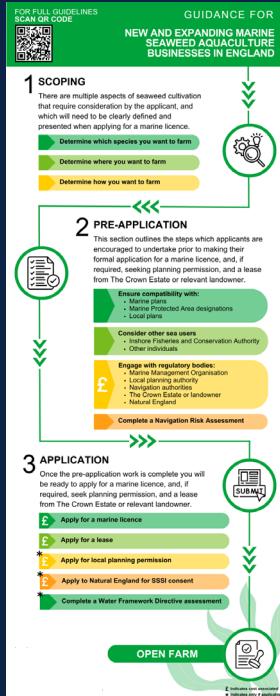 FOR FULL GUIDELINES
SCAN QR CODE
GUIDANCE FOR
NEW AND EXPANDING MARINE
SEAWEED AQUACULTURE
BUSINESSES IN ENGLAND
1 SCOPING
There are multiple aspects of seaweed cultivation
that require consideration by the applicant, and
which will need to be clearly defined and
presented when applying for a marine licence.
Determine which species you want to farm
Determine where you want to farm
Determine how you want to farm
2 PRE-APPLICATION
This section outlines the steps which applicants are
encouraged to undertake prior to making their
formal application for a marine licence, and, if
required, seeking planning permission, and a lease
from The Crown Estate or relevant landowner.
Ensure compatibility with:
• Marine plans
• Marine Protected Area designations
• Local plans
Consider other sea users
• Inshore Fisheries and Conservation Authority
• Other individuals
£
Engage with regulatory bodies:
• Marine Management Organisation
• Local planning authority
• Navigation authorities
• The Crown Estate or landowner
• Natural England
Complete a Navigation Risk Assessment
3 APPLICATION
Once the pre-application work is complete you will
be ready to apply for a marine licence, and, if
required, seek planning permission, and a lease
from The Crown Estate or relevant landowner.
SUBMIT
£ Apply for a marine licence
£ Apply for a lease
* £ Apply for local planning permission
* £ Apply to Natural England for SSSI consent
* Complete a Water Framework Directive assessment
OPEN FARM
£ Indicates cost associated
* Indicates only if